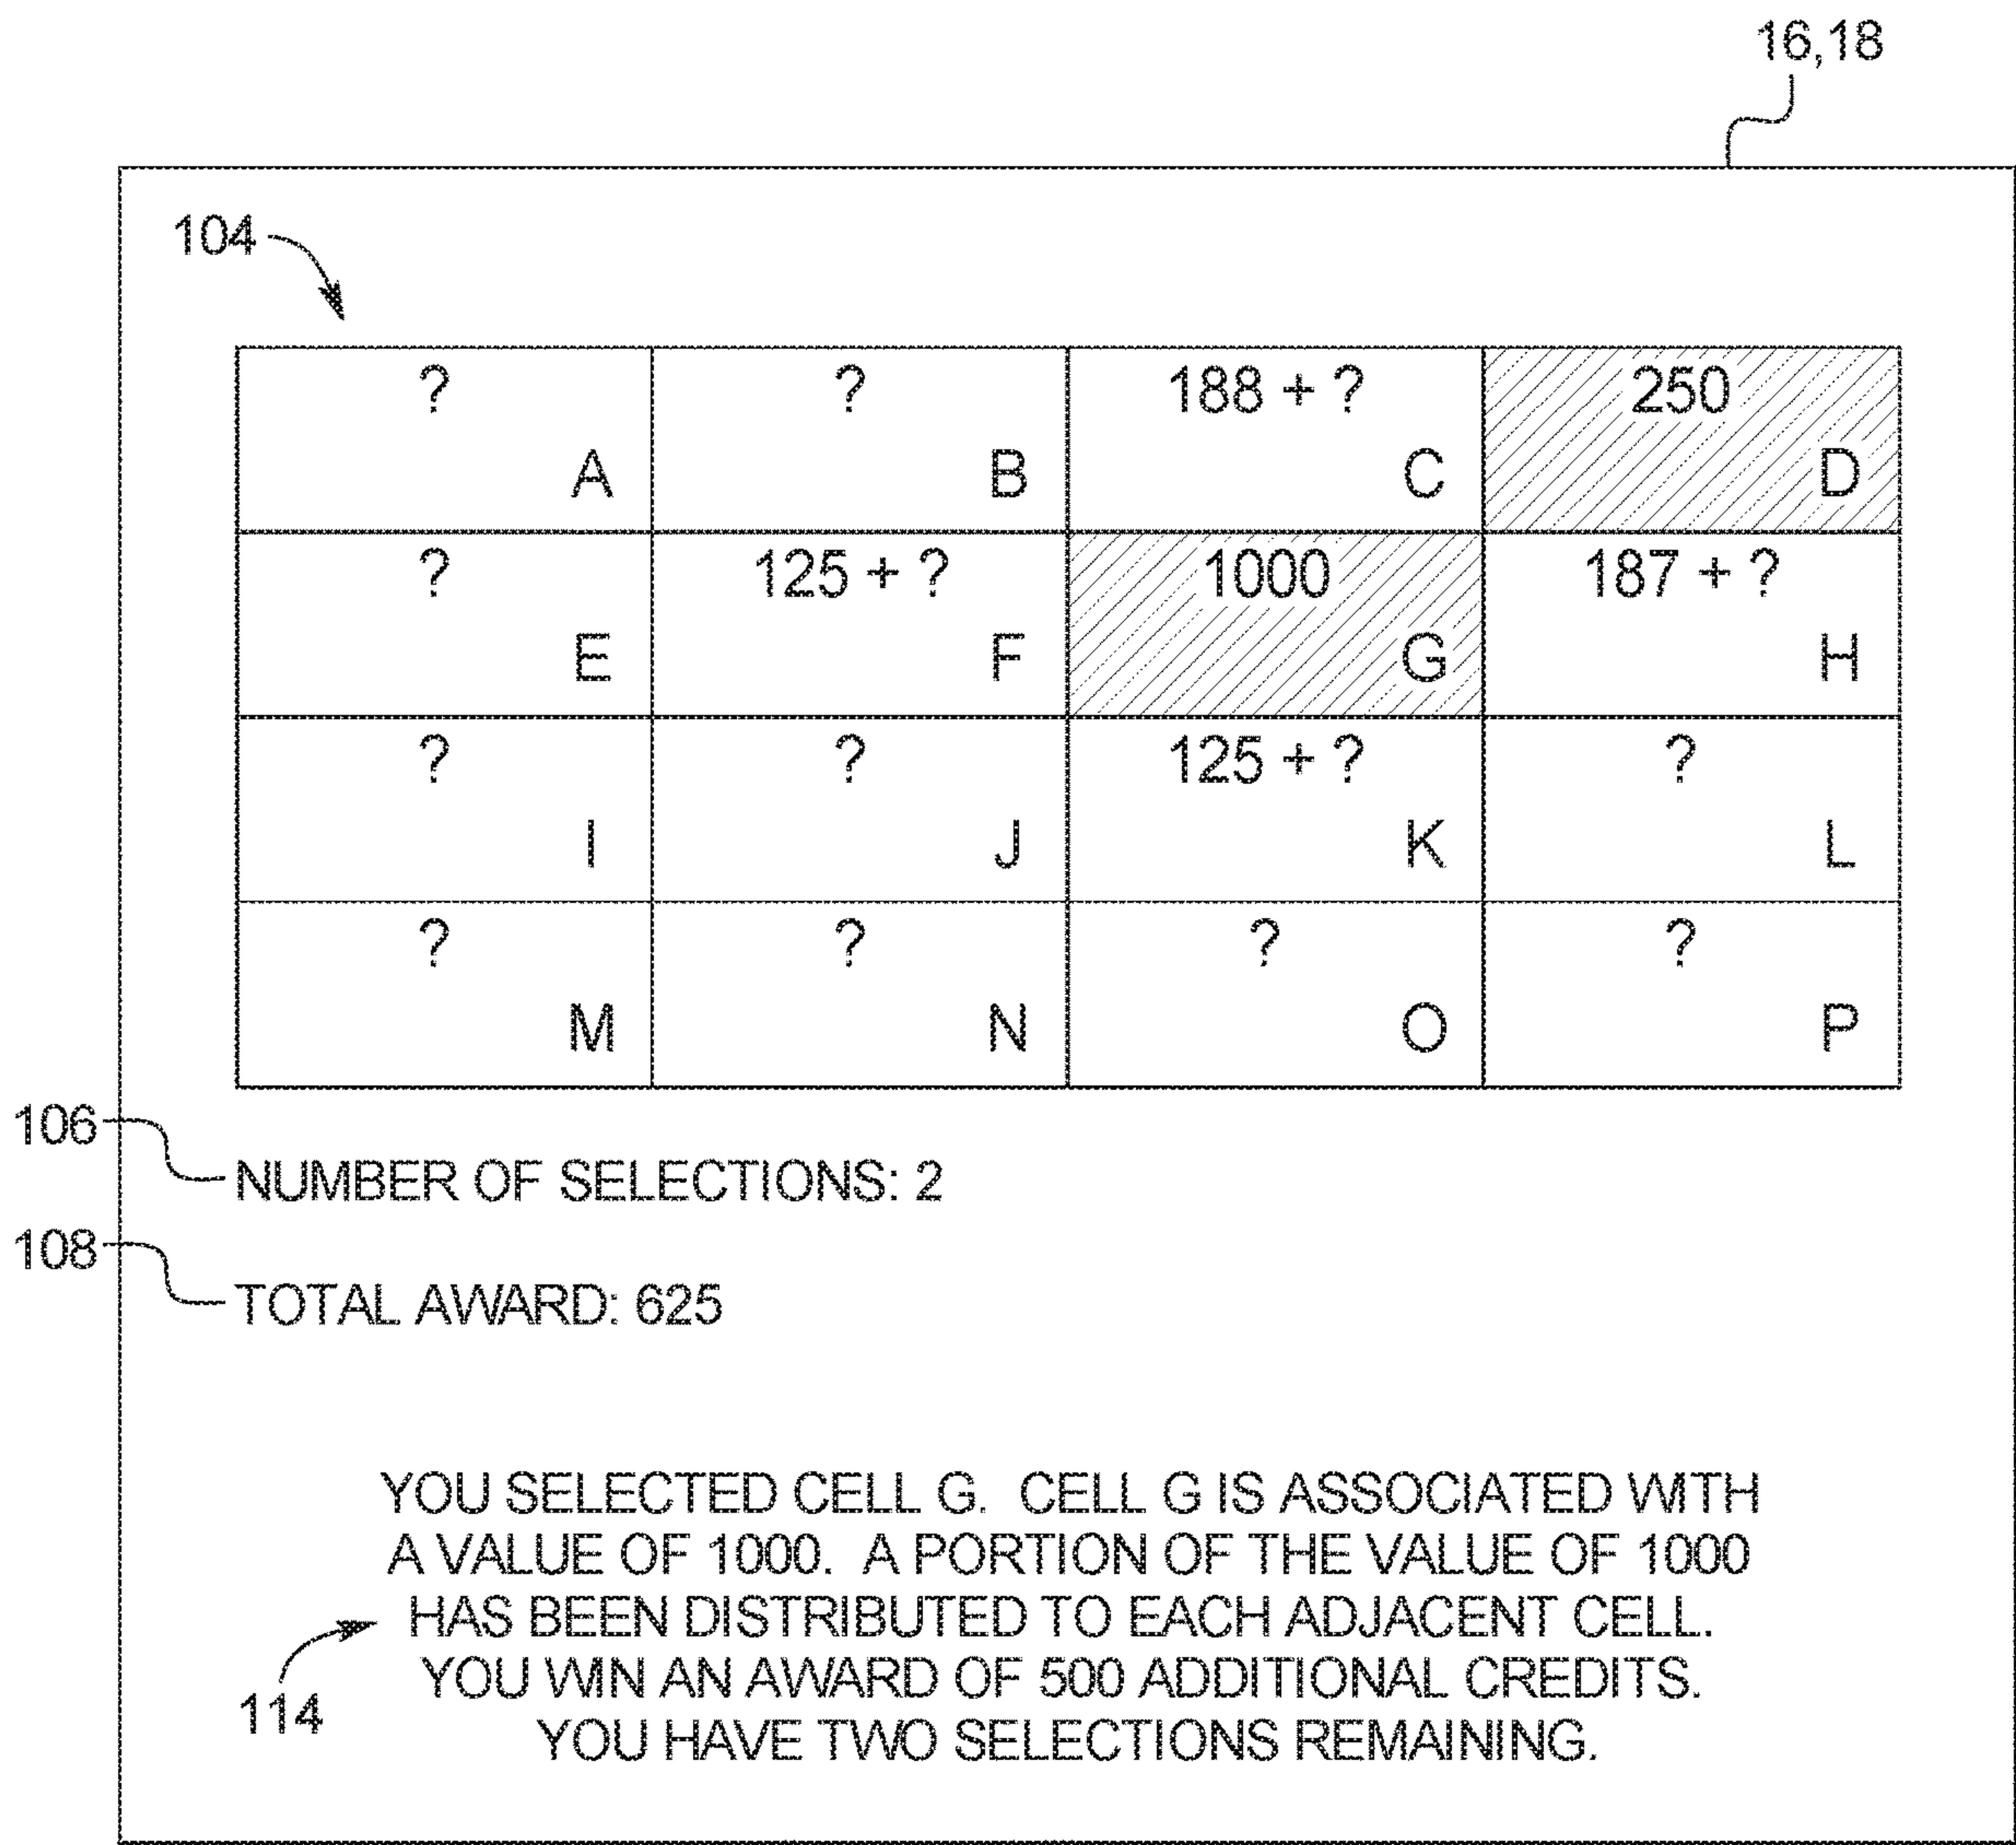 16,18
104
? ? 188 + ? 250
A B C D
? 125 + ? 1000 187 + ?
E F G H
? ? 125 + ? ?
I J K L
? ? ? ?
M N O P
106
NUMBER OF SELECTIONS: 2
108
TOTAL AWARD: 625
YOU SELECTED CELL G. CELL G IS ASSOCIATED WITH
A VALUE OF 1000. A PORTION OF THE VALUE OF 1000
HAS BEEN DISTRIBUTED TO EACH ADJACENT CELL.
YOU WIN AN AWARD OF 500 ADDITIONAL CREDITS.
114
YOU HAVE TWO SELECTIONS REMAINING.